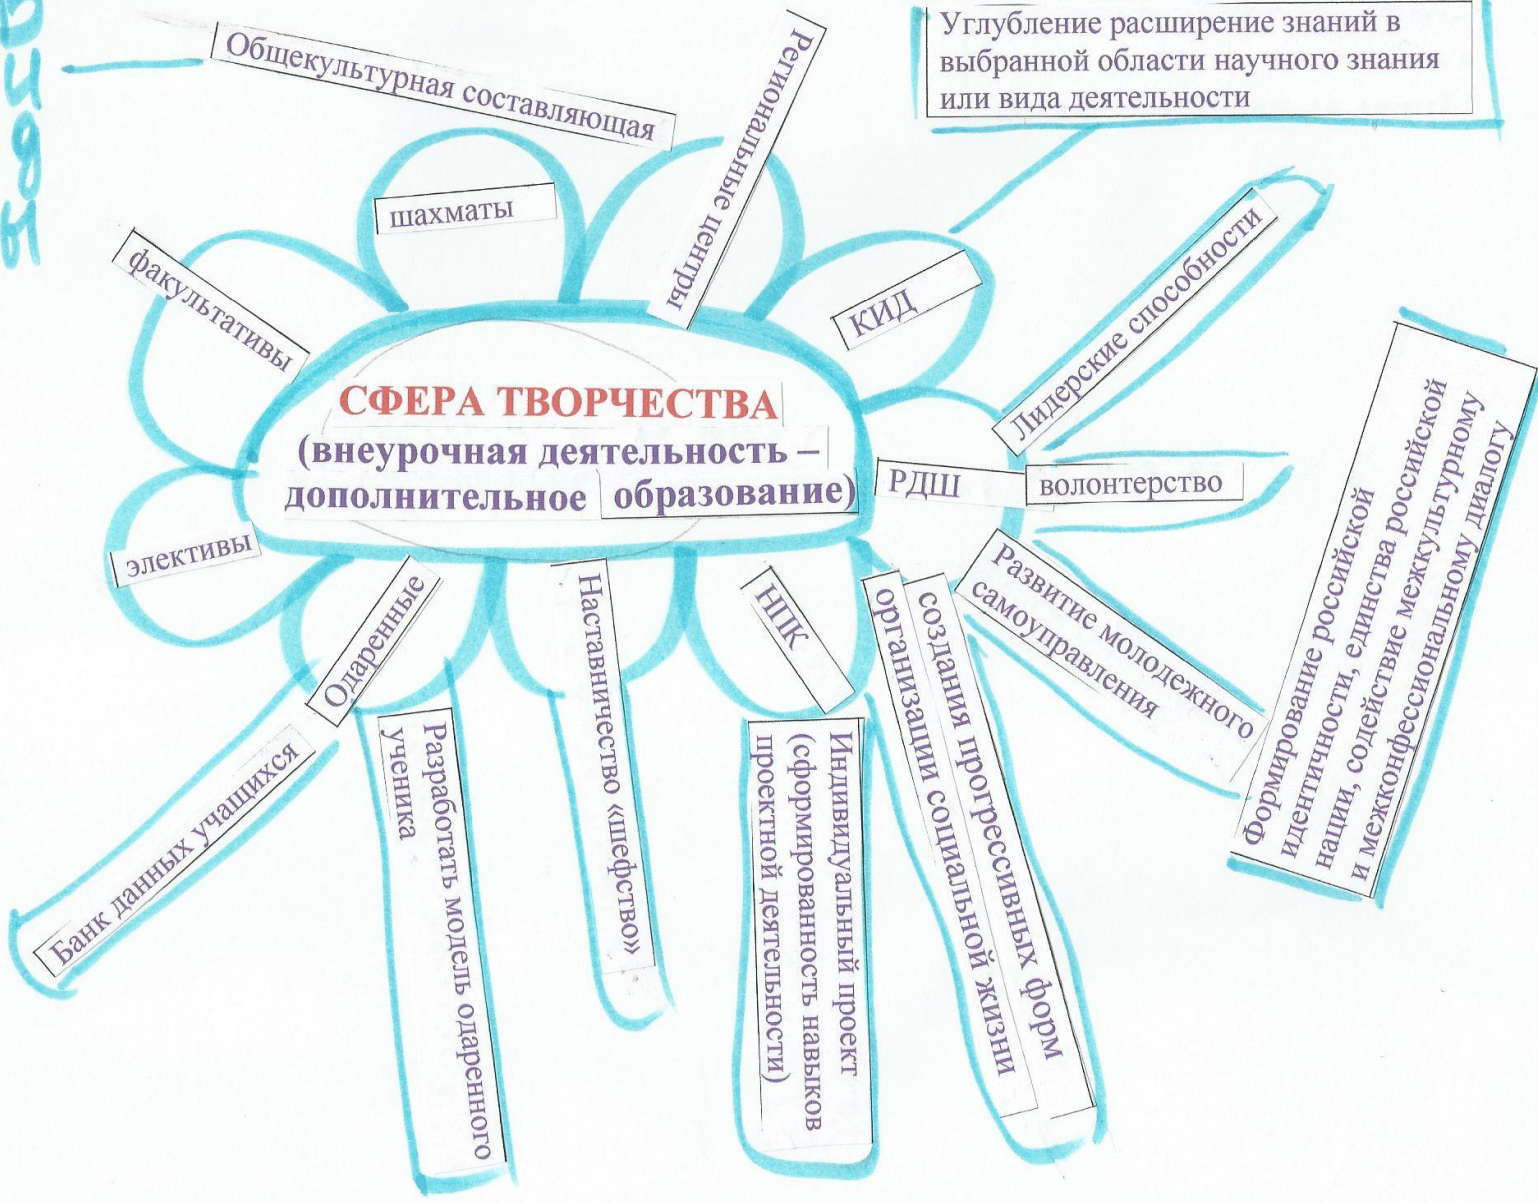 Общекультурная составляющая
Региональные центры
Углубление расширение знаний в
выбранной области научного знания
или вида деятельности
шахматы
факультативы
КИД
Лидерские способности
СФЕРА ТВОРЧЕСТВА
(внеурочная деятельность –
дополнительное образование)
РДШ
волонтерство
элективы
Одаренные
Наставничество «шефство»
НПК
создания прогрессивных форм
организации социальной жизни
Развитие молодежного
самоуправления
Формирование российской
идентичности, единства российской
нации, содействие межкультурному
и межконфессиональному диалогу
Банк данных учащихся
Разработать модель одаренного
ученика
Индивидуальный проект
(сформированность навыков
проектной деятельности)